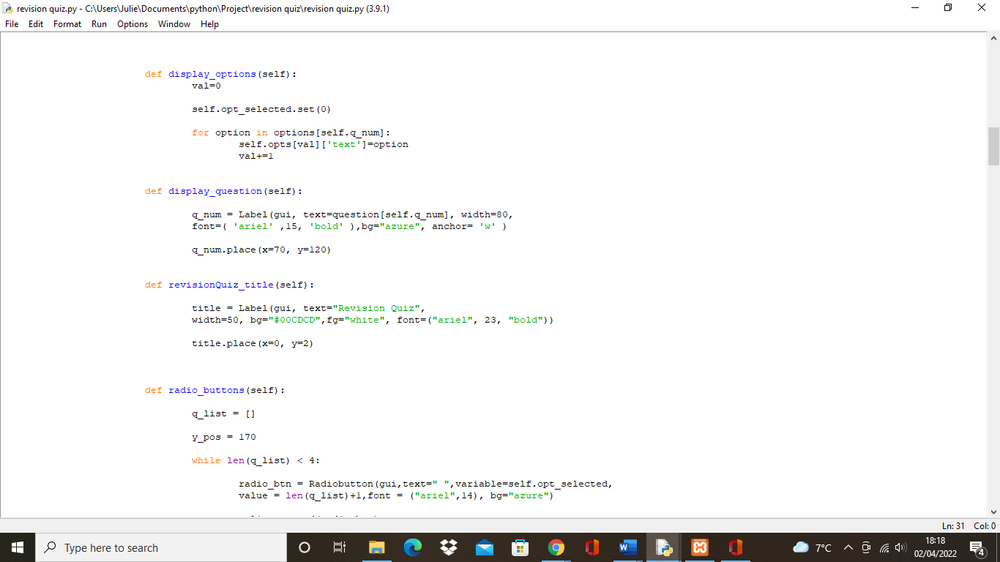 revision quiz.py - C:\Users\Julie\Documents\python\Project\revision quiz\revision quiz.py (3.9.1)
File Edit Format Run Options Window Help
def display_options(self):
val=0
self.opt_selected.set(0)
for option in options[self.q_num]:
self.opts[val]['text']=option
val+=1
def display_question(self):
q_num = Label(gui, text=question[self.q_num], width=80,
font=( 'ariel' ,15, 'bold' ),bg="azure", anchor= 'w' )
q_num.place(x=70, y=120)
def revisionQuiz_title(self):
title = Label(gui, text="Revision Quiz",
width=50, bg="#00CDCD",fg="white", font=("ariel", 23, "bold"))
title.place(x=0, y=2)
def radio_buttons(self):
q_list = []
y_pos = 170
while len(q_list) < 4:
radio_btn = Radiobutton(gui,text=" ",variable=self.opt_selected,
value = len(q_list)+1,font = ("ariel",14), bg="azure")
Ln: 31 Col: 0
Type here to search
7°C
18:18
02/04/2022
4